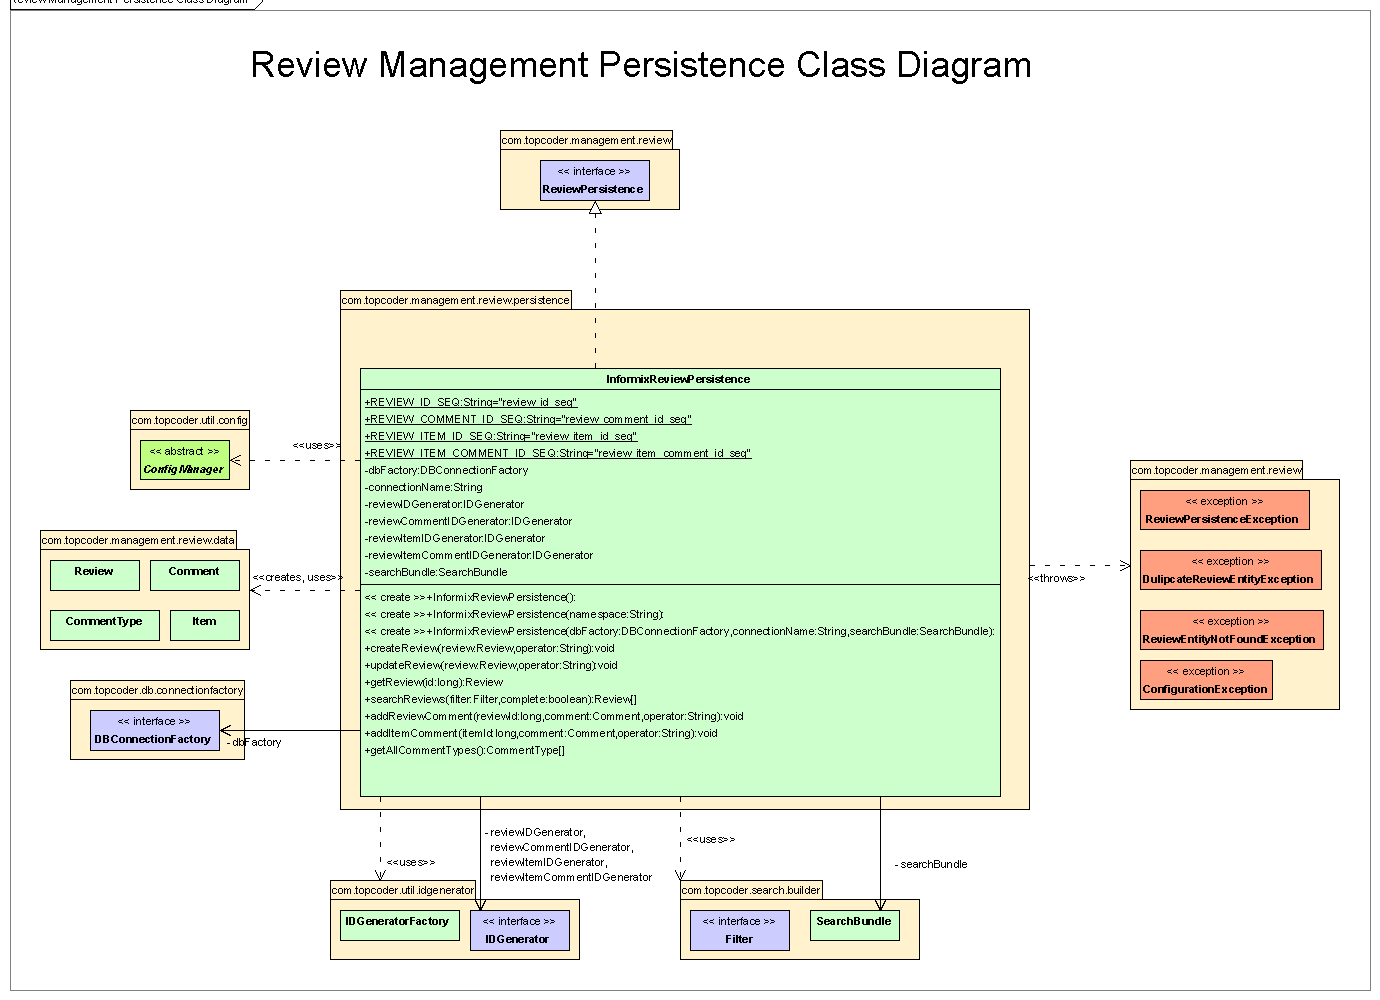 Review Management Persistence Class Diagram
Review Management Persistence Class Diagram
com.topcoder.management.review
<< interface >>
ReviewPersistence
com.topcoder.management.review.persistence
InformixReviewPersistence
+REVIEW_ID_SEQ:String="review_id_seq"
+REVIEW_COMMENT_ID_SEQ:String="review_comment_id_seq"
+REVIEW_ITEM_ID_SEQ:String="review_item_id_seq"
+REVIEW_ITEM_COMMENT_ID_SEQ:String="review_item_comment_id_seq"
-dbFactory:DBConnectionFactory
-connectionName:String
-reviewIDGenerator:IDGenerator
-reviewCommentIDGenerator:IDGenerator
-reviewItemIDGenerator:IDGenerator
-reviewItemCommentIDGenerator:IDGenerator
-searchBundle:SearchBundle
<< create >>+InformixReviewPersistence():
<< create >>+InformixReviewPersistence(namespace:String):
<< create >>+InformixReviewPersistence(dbFactory:DBConnectionFactory,connectionName:String,searchBundle:SearchBundle):
+createReview(review:Review,operator:String):void
+updateReview(review:Review,operator:String):void
+getReview(id:long):Review
+searchReviews(filter:Filter,complete:boolean):Review[]
+addReviewComment(reviewId:long,comment:Comment,operator:String):void
+addItemComment(itemId:long,comment:Comment,operator:String):void
+getAllCommentTypes():CommentType[]
com.topcoder.util.config
<< abstract >>
ConfigManager
<<uses>>
com.topcoder.management.review.data
Review
Comment
CommentType
Item
<<creates, uses>>
com.topcoder.db.connectionfactory
<< interface >>
DBConnectionFactory
- dbFactory
com.topcoder.management.review
<< exception >>
ReviewPersistenceException
<< exception >>
DulipcateReviewEntityException
<< exception >>
ReviewEntityNotFoundException
<< exception >>
ConfigurationException
<<throws>>
<<uses>>
- reviewIDGenerator,
reviewCommentIDGenerator,
reviewItemIDGenerator,
reviewItemCommentIDGenerator
<<uses>>
- searchBundle
com.topcoder.util.idgenerator
IDGeneratorFactory
<< interface >>
IDGenerator
com.topcoder.search.builder
<< interface >>
Filter
SearchBundle